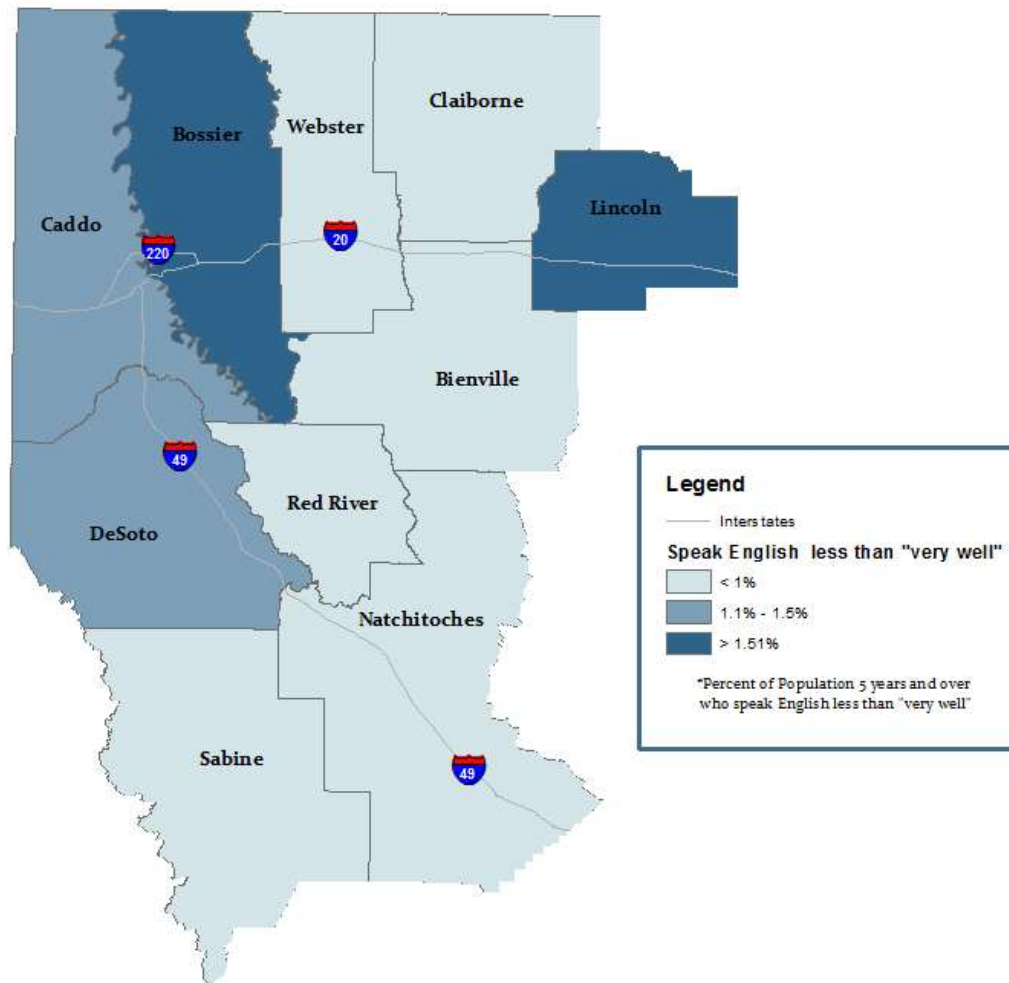 Claiborne
Webster
Bossier
Lincoln
Caddo
20
220
Bienville
49
Red River
DeSoto
Natchitoches
Sabine
49
Legend
Interstates
Speak English less than "very well"
< 1%
1.1% - 1.5%
> 1.51%
*Percent of Population 5 years and over
who speak English less than "very well"